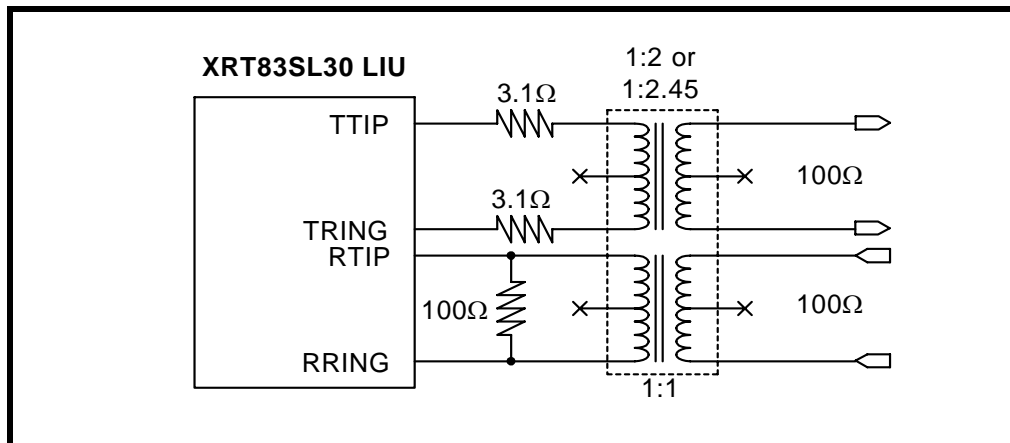 XRT83SL30 LIU
1:2 or
1:2.45
3.1Ω
TTIP
100Ω
3.1Ω
TRING
RTIP
100Ω
100Ω
RRING
1:1